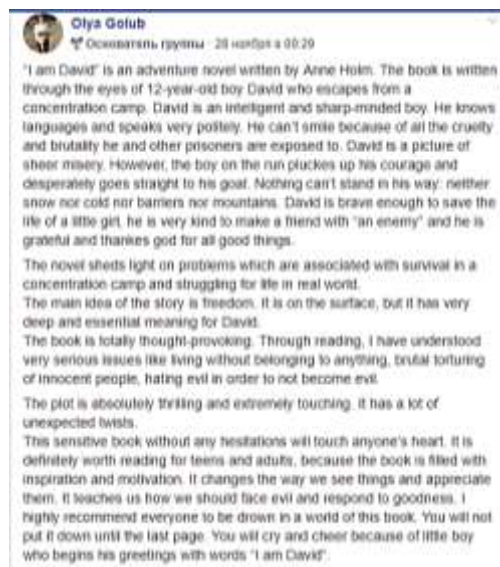 Olya Golub
Основатель группы · 28 ноября в 00:29
"I am David" is an adventure novel written by Anne Holm. The book is written
through the eyes of 12-year-old boy David who escapes from a
concentration camp. David is an intelligent and sharp-minded boy. He knows
languages and speaks very politely. He can't smile because of all the cruelty
and brutality he and other prisoners are exposed to. David is a picture of
sheer misery. However, the boy on the run pluckes up his courage and
desperately goes straight to his goal. Nothing can't stand in his way: neither
snow nor cold nor barriers nor mountains. David is brave enough to save the
life of a little girl, he is very kind to make a friend with "an enemy" and he is
grateful and thankes god for all good things.
The novel sheds light on problems which are associated with survival in a
concentration camp and struggling for life in real world.
The main idea of the story is freedom. It is on the surface, but it has very
deep and essential meaning for David.
The book is totally thought-provoking. Through reading, I have understood
very serious issues like living without belonging to anything, brutal torturing
of innocent people, hating evil in order to not become evil.
The plot is absolutely thrilling and extremely touching. It has a lot of
unexpected twists.
This sensitive book without any hesitations will touch anyone's heart. It is
definitely worth reading for teens and adults, because the book is filled with
inspiration and motivation. It changes the way we see things and appreciate
them. It teaches us how we should face evil and respond to goodness. I
highly recommend everyone to be drown in a world of this book. You will not
put it down until the last page. You will cry and cheer because of little boy
who begins his greetings with words "I am David".